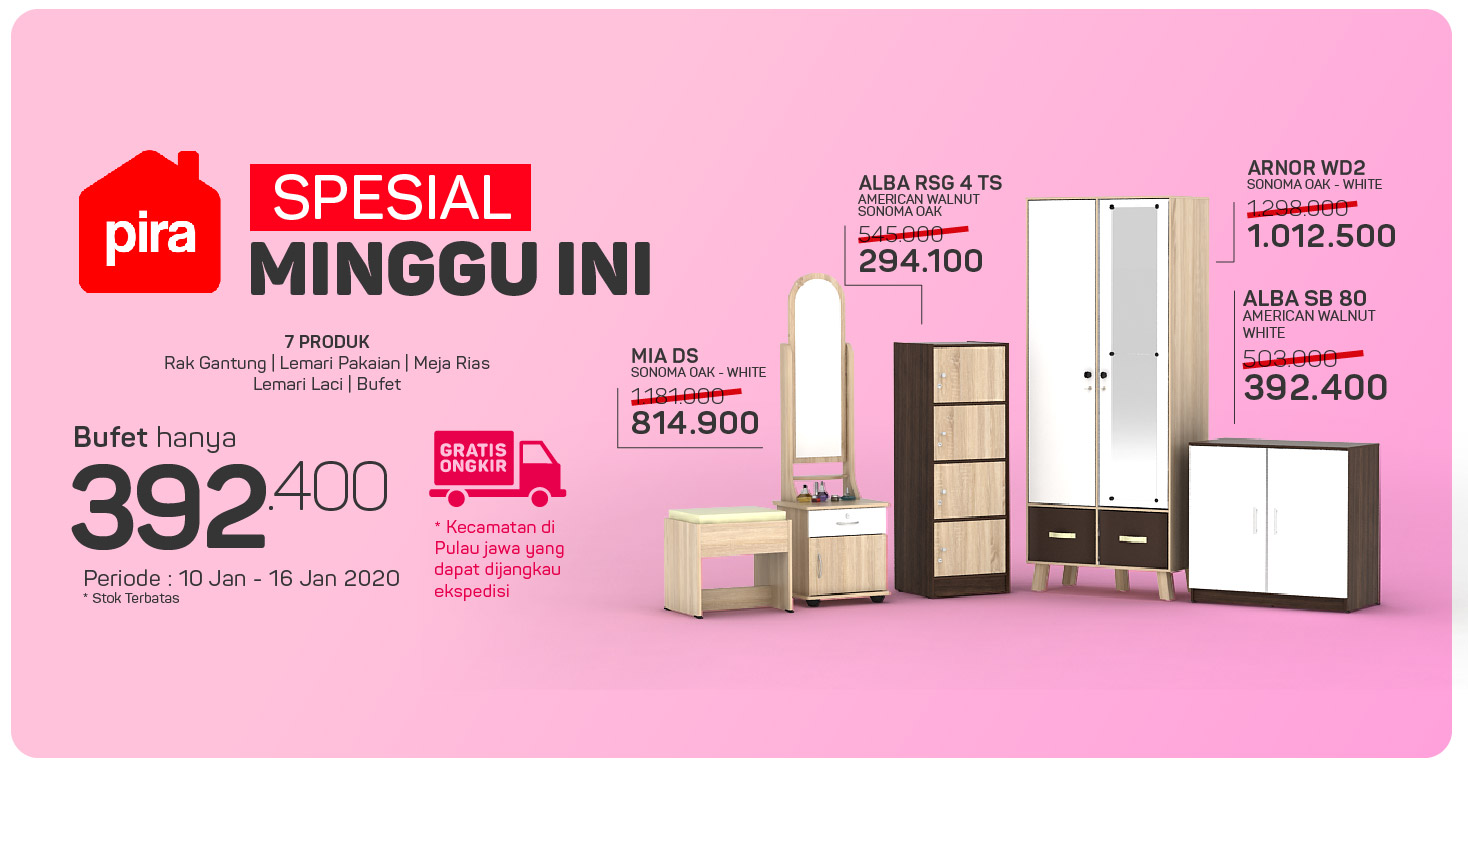 pira
SPESIAL
MINGGU INI
7 PRODUK
Rak Gantung | Lemari Pakaian | Meja Rias
Lemari Laci | Bufet
Bufet hanya
392.400
Periode : 10 Jan - 16 Jan 2020
* Stok Terbatas
GRATIS
ONGKIR
* Kecamatan di
Pulau jawa yang
dapat dijangkau
ekspedisi
MIA DS
SONOMA OAK - WHITE
1181.000
814.900
ALBA RSG 4 TS
AMERICAN WALNUT
SONOMA OAK
545.000
294.100
ARNOR WD2
SONOMA OAK - WHITE
1.298.000
1.012.500
ALBA SB 80
AMERICAN WALNUT
WHITE
503.000
392.400